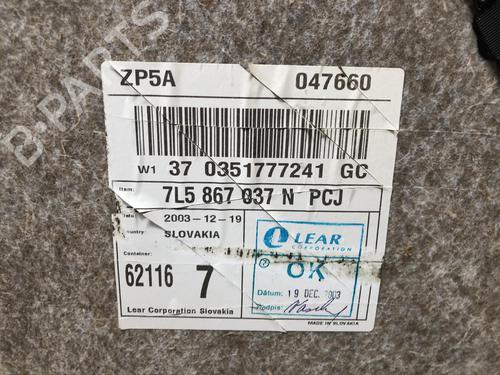 B-PARTS
ZP5A 047660
W1 37 0351777241 GC
Item: 7L5 867 037 N PCJ
2003-12-19
Country: SLOVAKIA
Container:
62116 7
LEAR
CORPORATION
OK
Dátum: 19 DEC. 2003
Podpis:
Lear Corporation Slovakia
MADE IN SLOVAKIA